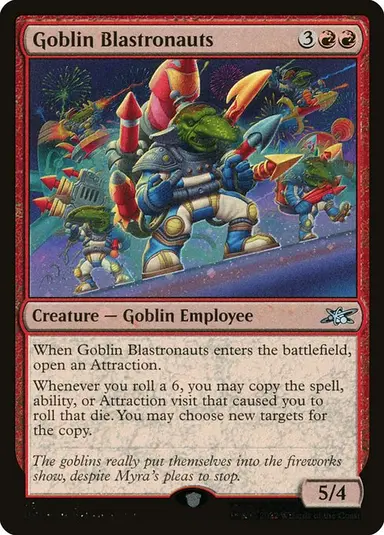 Goblin Blastronauts 3
Creature — Goblin Employee
When Goblin Blastronauts enters the battlefield,
open an Attraction.
Whenever you roll a 6, you may copy the spell,
ability, or Attraction visit that caused you to
roll that die. You may choose new targets for
the copy.
The goblins really put themselves into the fireworks
show, despite Myra's pleas to stop.
5/4